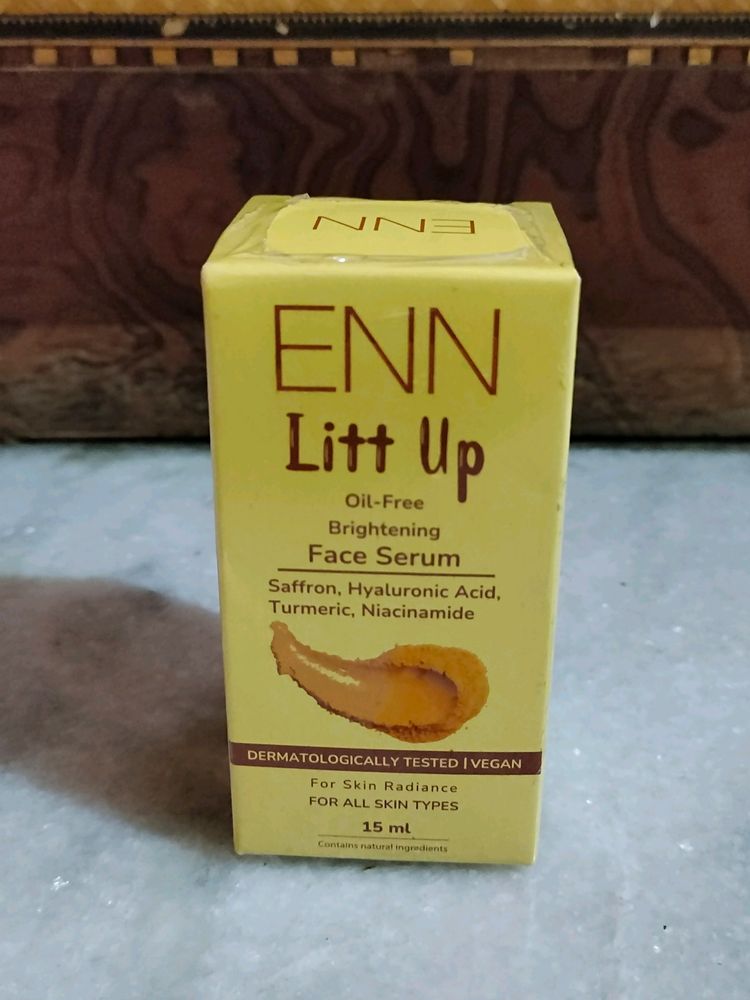 ENN
ENN
Litt Up
Oil-Free
Brightening
Face Serum
Saffron, Hyaluronic Acid,
Turmeric, Niacinamide
DERMATOLOGICALLY TESTED | VEGAN
For Skin Radiance
FOR ALL SKIN TYPES
15 ml
Contains natural ingredients